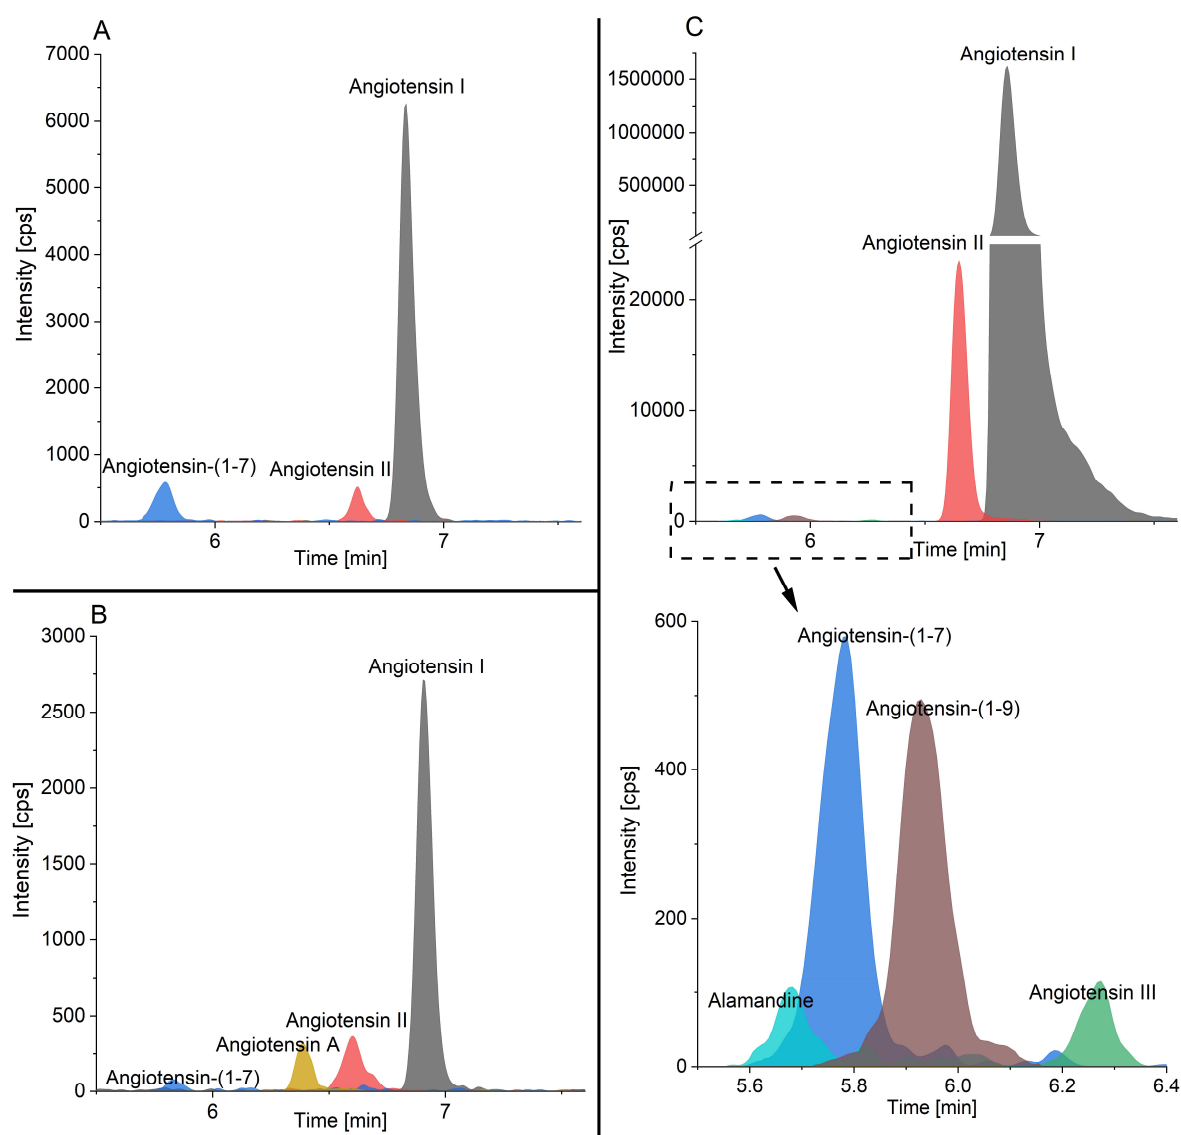 A
7000
6000
5000
4000
3000
2000
1000
0
Intensity [cps]
Angiotensin I
Angiotensin-(1-7)
Angiotensin II
6
7
Time [min]
B
3000
2500
2000
1500
1000
500
0
Intensity [cps]
Angiotensin I
Angiotensin II
Angiotensin A
Angiotensin-(1-7)
6
7
Time [min]
C
1500000
1000000
500000
20000
10000
0
Intensity [cps]
Angiotensin I
Angiotensin II
6
7
Time [min]
600
400
200
0
Intensity [cps]
Angiotensin-(1-7)
Angiotensin-(1-9)
Alamandine
Angiotensin III
5.6
5.8
6.0
6.2
6.4
Time [min]